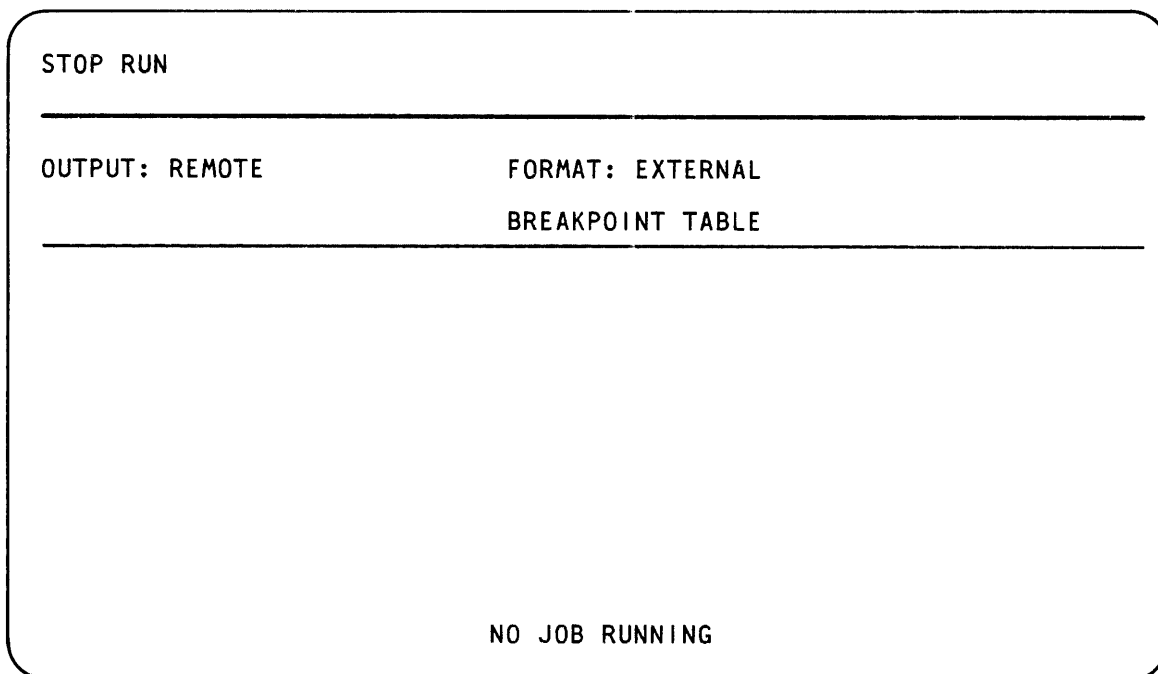 STOP RUN
OUTPUT: REMOTE FORMAT: EXTERNAL
BREAKPOINT TABLE
NO JOB RUNNING